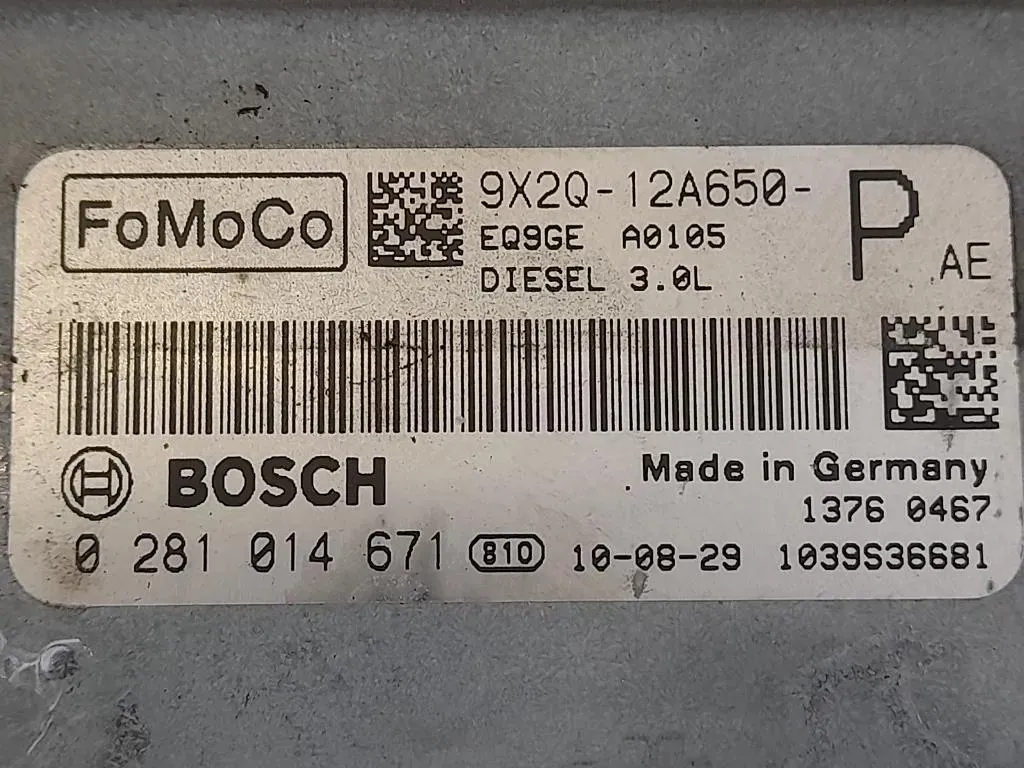 FoMoCo
9X2Q-12A650- P AE
EQ9GE A0105
DIESEL 3.0L
BOSCH
Made in Germany
1376 0467
0 281 014 671 810 10-08-29 1039S36681